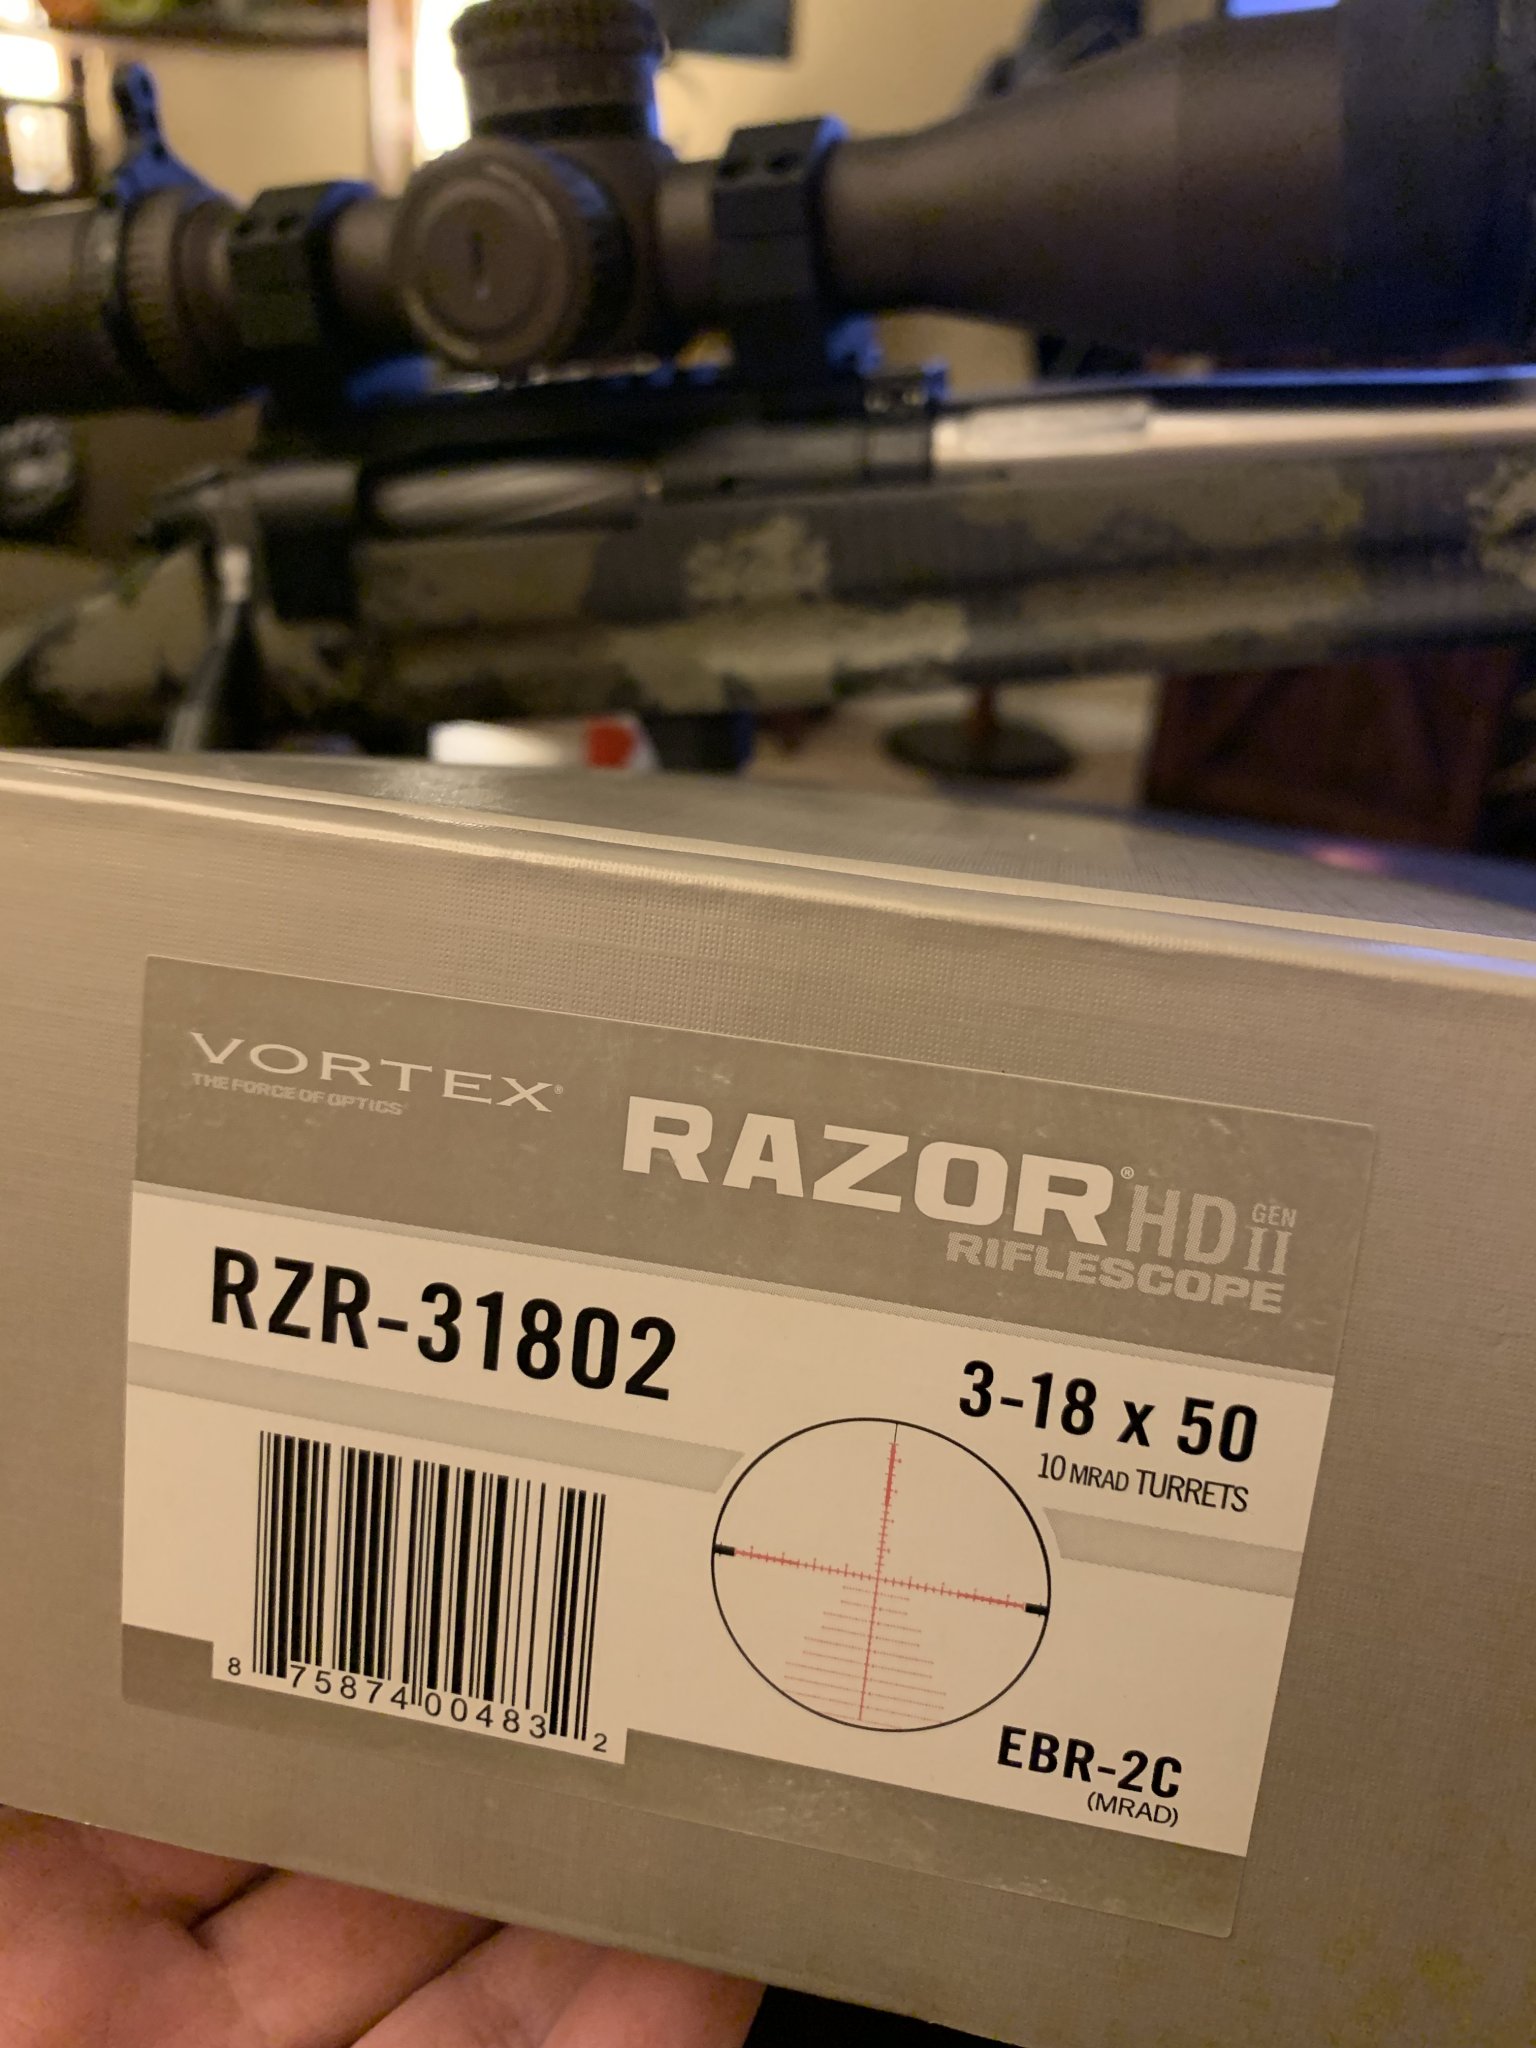 VORTEX®
THE FORCE OF OPTICS
RAZOR® HD GEN II
RIFLESCOPE
RZR-31802
3-18 x 50
10 MRAD TURRETS
8 75874 00483 2
EBR-2C
(MRAD)